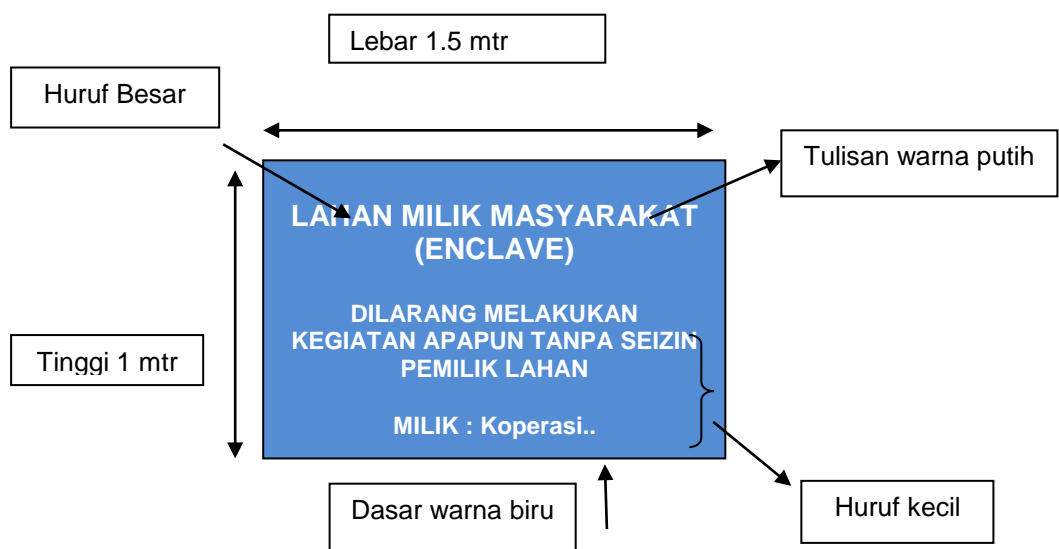 Lebar 1.5 mtr
Huruf Besar
Tulisan warna putih
LAHAN MILIK MASYARAKAT
(ENCLAVE)
DILARANG MELAKUKAN
KEGIATAN APAPUN TANPA SEIZIN
PEMILIK LAHAN
Tinggi 1 mtr
MILIK : Koperasi..
Dasar warna biru
Huruf kecil